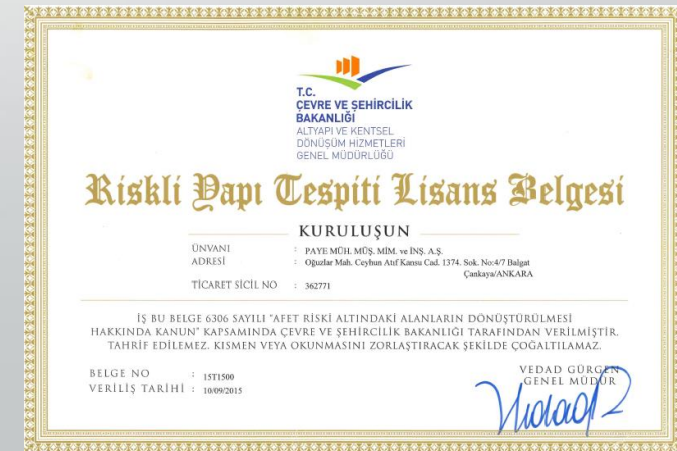 T.C.
ÇEVRE VE ŞEHİRCİLİK
BAKANLIĞI
ALTYAPI VE KENTSEL
DÖNÜŞÜM HİZMETLERİ
GENEL MÜDÜRLÜĞÜ
Riskli Yapı Tespiti Lisans Belgesi
KURULUŞUN
ÜNVANI : PAYE MÜH. MÜŞ. MİM. ve İNŞ. A.Ş.
ADRESİ : Oğuzlar Mah. Ceyhun Atıf Kansu Cad. 1374. Sok. No:4/7 Balgat
Çankaya/ANKARA
TİCARET SİCİL NO : 362771
İŞ BU BELGE 6306 SAYILI "AFET RİSKİ ALTINDAKİ ALANLARIN DÖNÜŞTÜRÜLMESİ
HAKKINDA KANUN" KAPSAMINDA ÇEVRE VE ŞEHİRCİLİK BAKANLIĞI TARAFINDAN VERİLMİŞTİR.
TAHRİF EDİLEMEZ. KISMEN VEYA OKUNMASINI ZORLAŞTIRACAK ŞEKİLDE ÇOĞALTILAMAZ.
BELGE NO : 15T1500
VERİLİŞ TARİHİ : 10/09/2015
VEDAD GÜRGEN
GENEL MÜDÜR